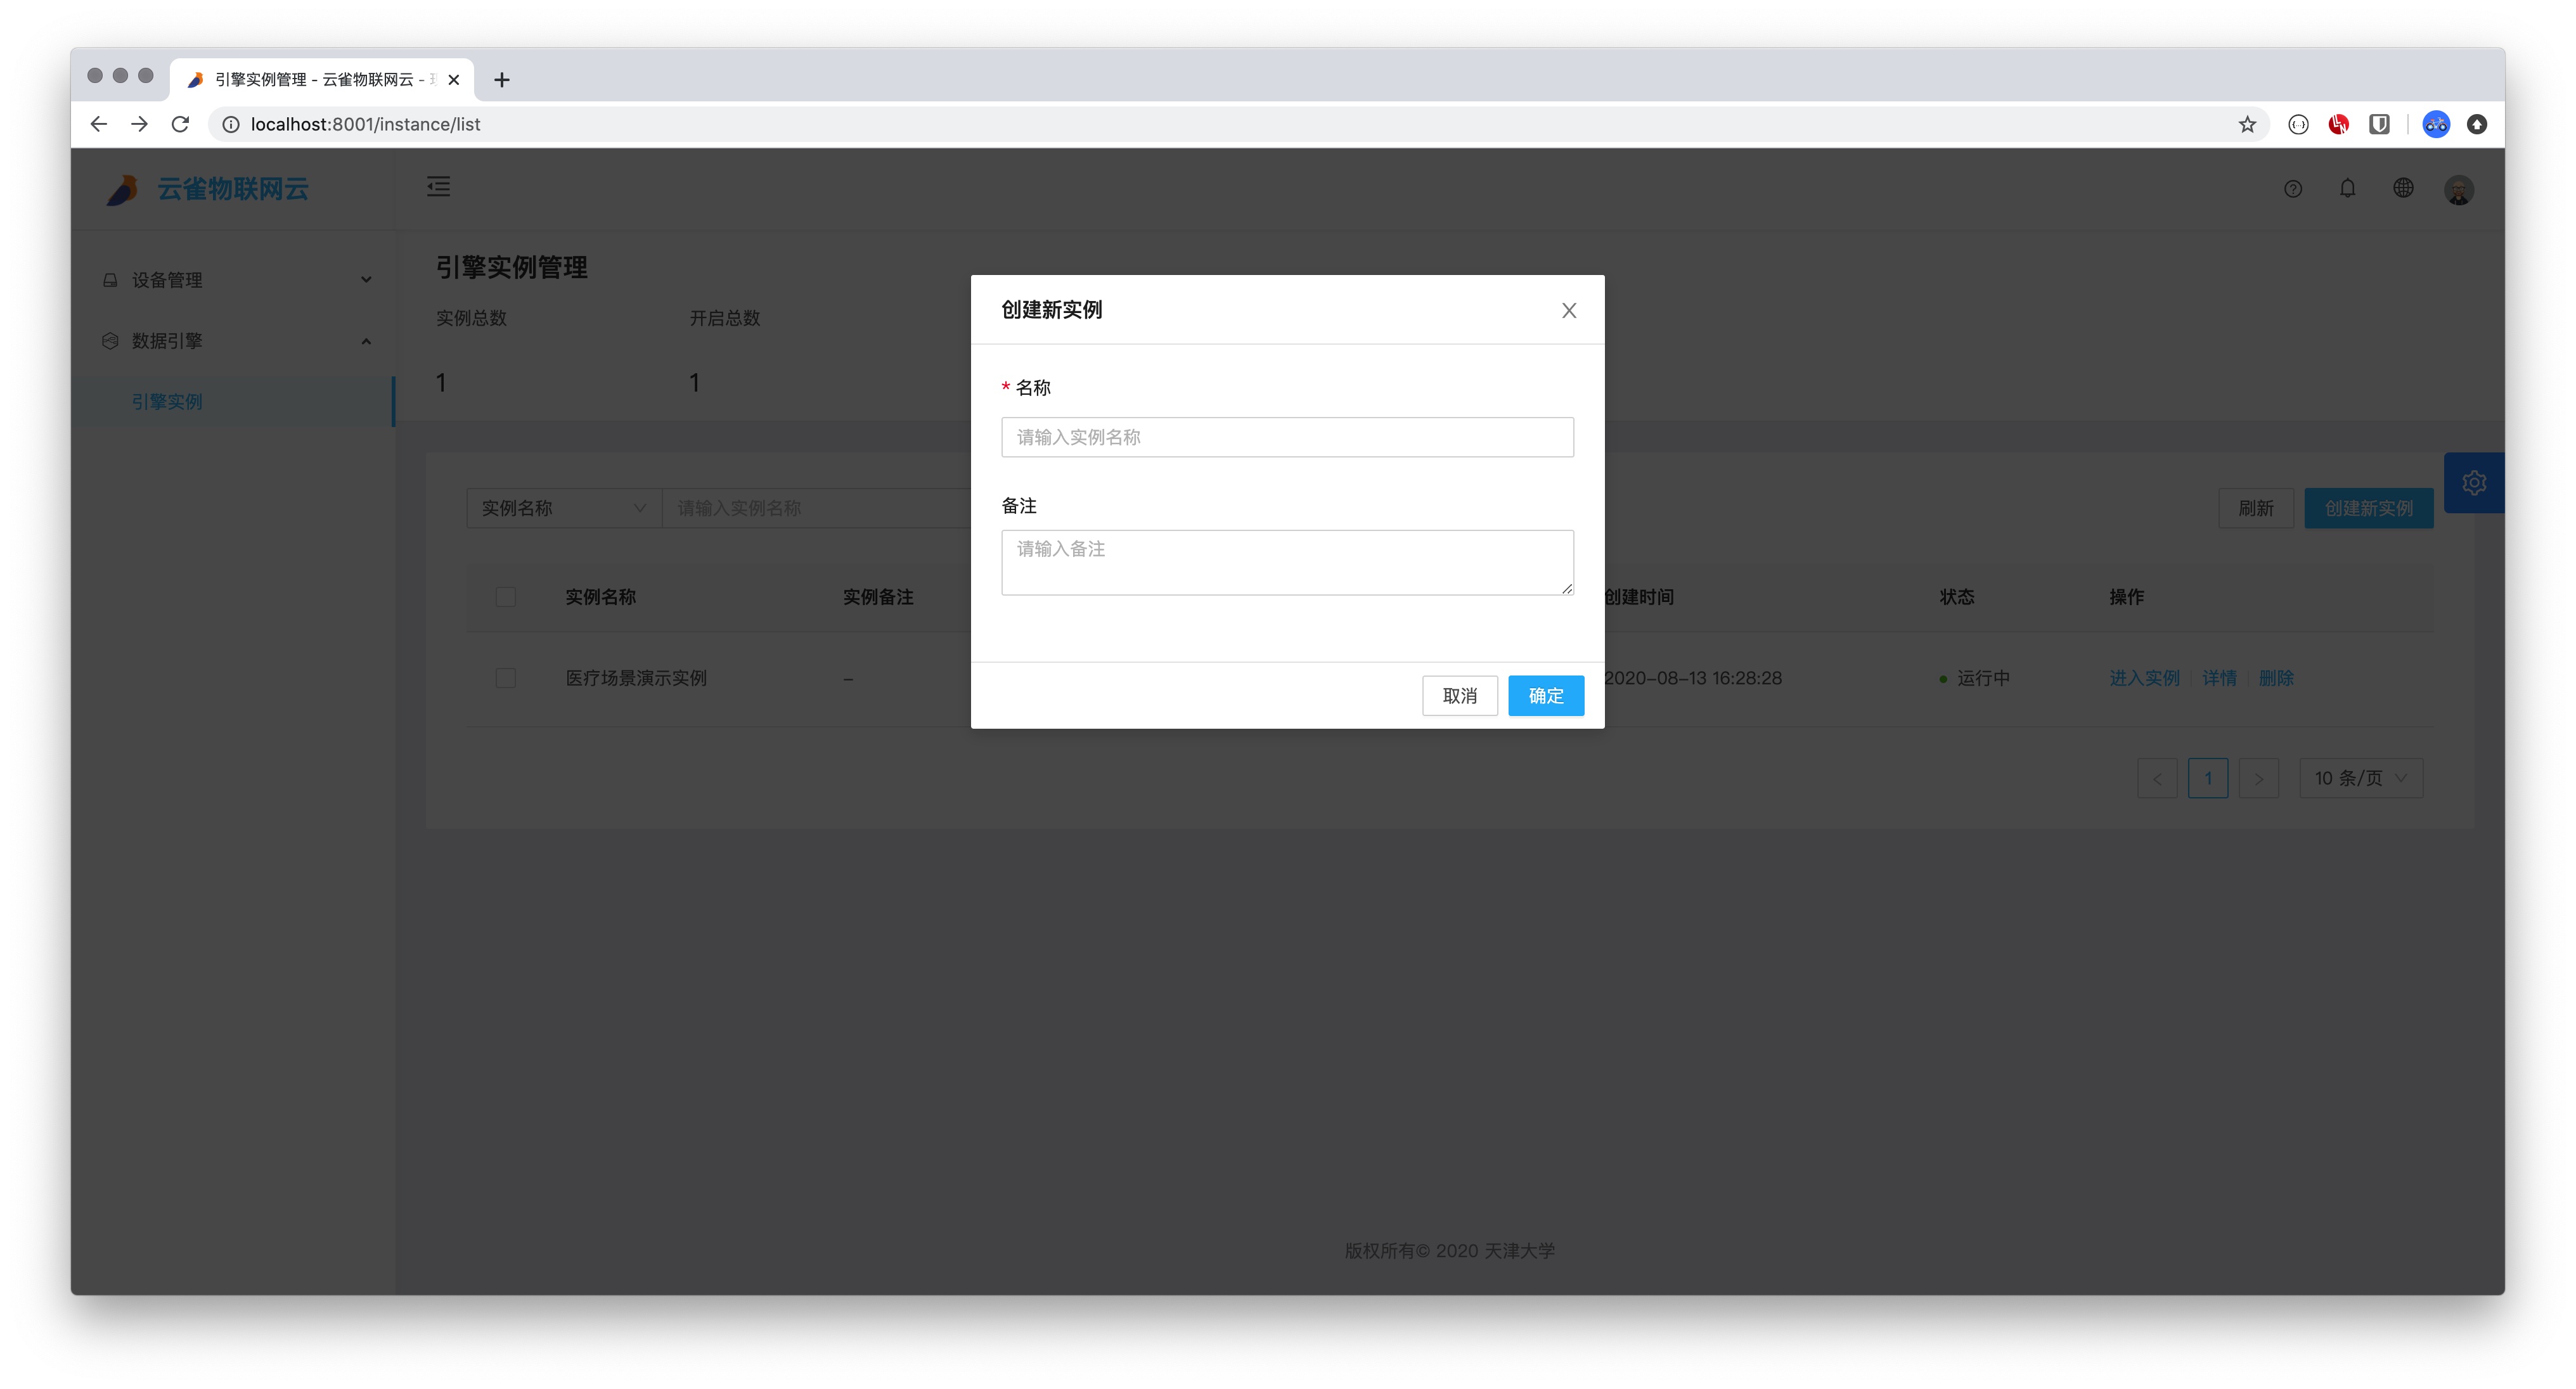 引擎实例管理 - 云雀物联网云 -
localhost:8001/instance/list
云雀物联网云
设备管理
数据引擎
引擎实例
引擎实例管理
实例总数 开启总数
1 1
创建新实例
* 名称
请输入实例名称
备注
请输入备注
取消 确定
实例名称 请输入实例名称 刷新 创建新实例
实例名称 实例备注 创建时间 状态 操作
医疗场景演示实例 – 2020-08-13 16:28:28 运行中 进入实例 详情 删除
< 1 > 10 条/页
版权所有© 2020 天津大学